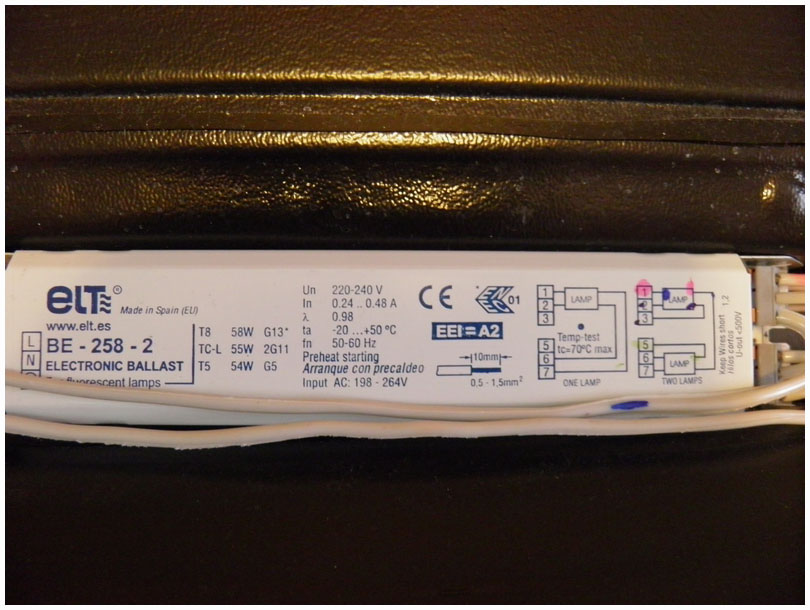 ELT®
Made in Spain (EU)
www.elt.es
L
N
BE - 258 - 2
ELECTRONIC BALLAST
fluorescent lamps
T8 58W G13*
TC-L 55W 2G11
T5 54W G5
Un 220-240 V
In 0.24 .. 0.48 A
λ 0.98
ta -20 ...+50 ºC
fn 50-60 Hz
Preheat starting
Arranque con precaldeo
Input AC: 198 - 264V
CE
01
EEI=A2
10mm
0,5 - 1,5mm²
1
2
3
5
6
7
LAMP
Temp-test
tc=70ºC max
ONE LAMP
1
3
5
6
7
LAMP
LAMP
TWO LAMPS
Keep Wires short 1,2
Hilos cortos
U-out <500V